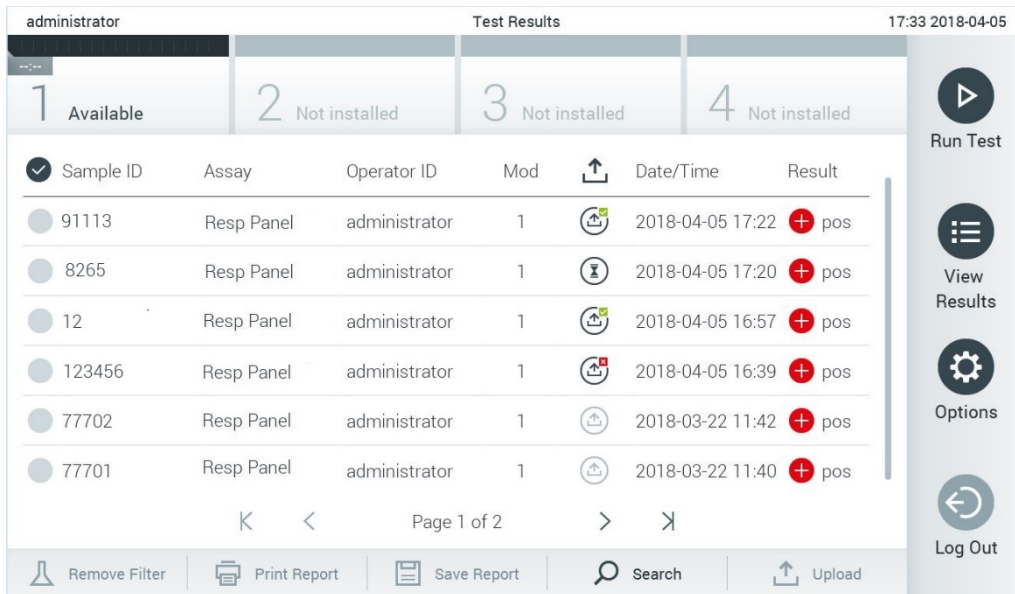 administrator Test Results 17:33 2018-04-05
--:--
1 Available 2 Not installed 3 Not installed 4 Not installed
Run Test
Sample ID Assay Operator ID Mod Date/Time Result
91113 Resp Panel administrator 1 2018-04-05 17:22 pos
8265 Resp Panel administrator 1 2018-04-05 17:20 pos
View
Results
12 Resp Panel administrator 1 2018-04-05 16:57 pos
123456 Resp Panel administrator 1 2018-04-05 16:39 pos
77702 Resp Panel administrator 1 2018-03-22 11:42 pos
Options
77701 Resp Panel administrator 1 2018-03-22 11:40 pos
Page 1 of 2
Log Out
Remove Filter Print Report Save Report Search Upload